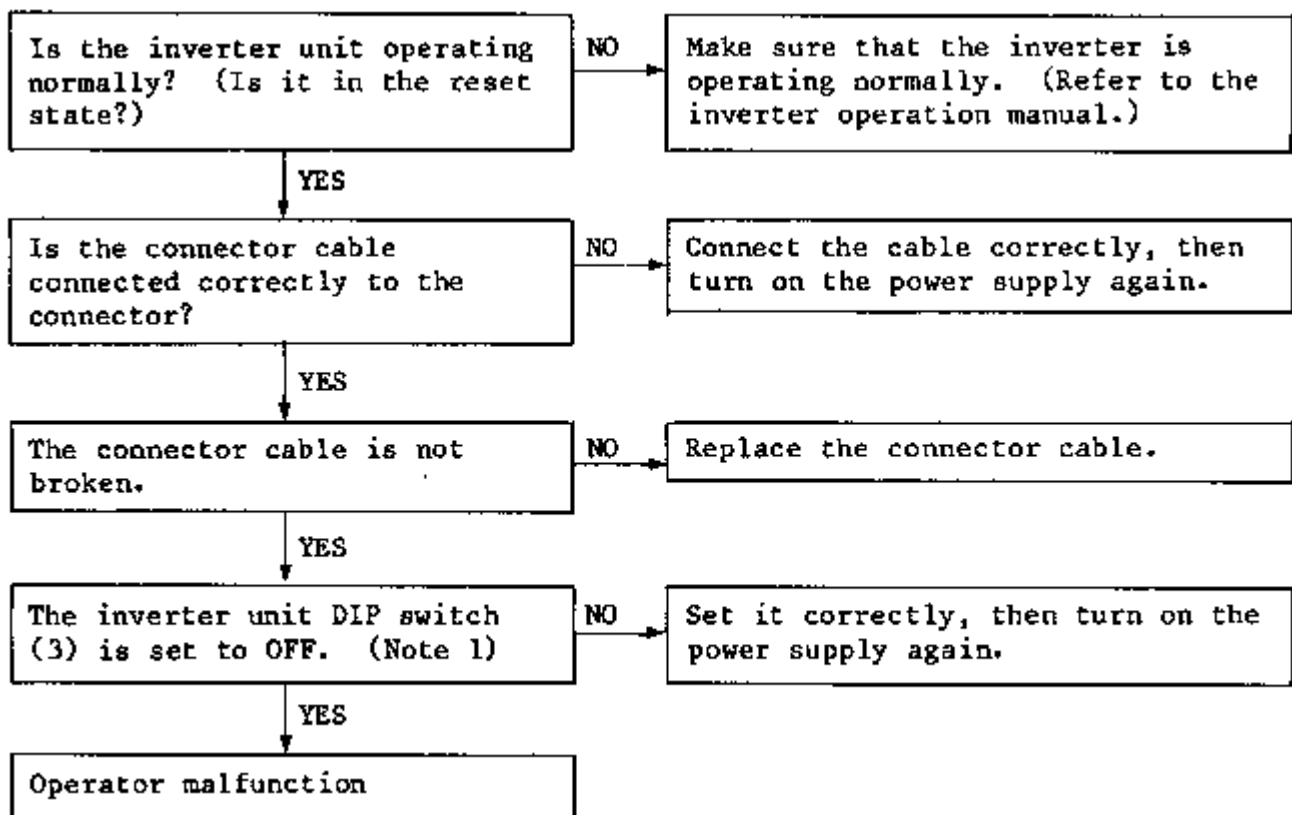 Is the inverter unit operating
normally? (Is it in the reset
state?)
NO
Make sure that the inverter is
operating normally. (Refer to the
inverter operation manual.)
YES
Is the connector cable
connected correctly to the
connector?
NO
Connect the cable correctly, then
turn on the power supply again.
YES
The connector cable is not
broken.
NO
Replace the connector cable.
YES
The inverter unit DIP switch
(3) is set to OFF. (Note 1)
NO
Set it correctly, then turn on the
power supply again.
YES
Operator malfunction